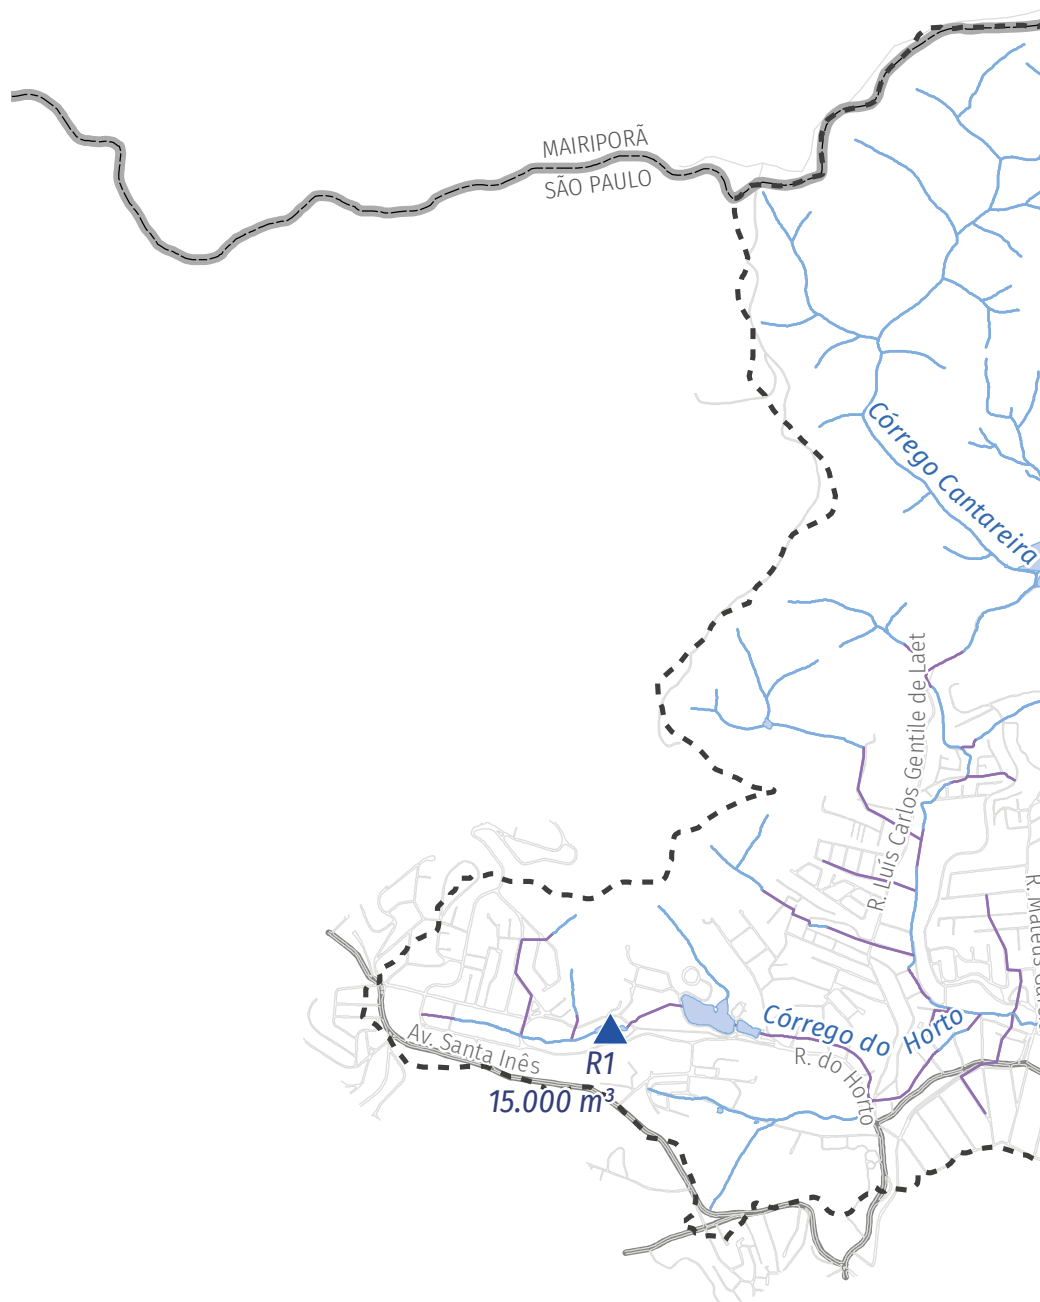 MAIRIPORÃ
SÃO PAULO
Córrego Cantareira
R. Luís Carlos Gentile de Laet
R. Mateus
Córrego do Horto
R. do Horto
Av. Santa Inês
R1
15.000 m³